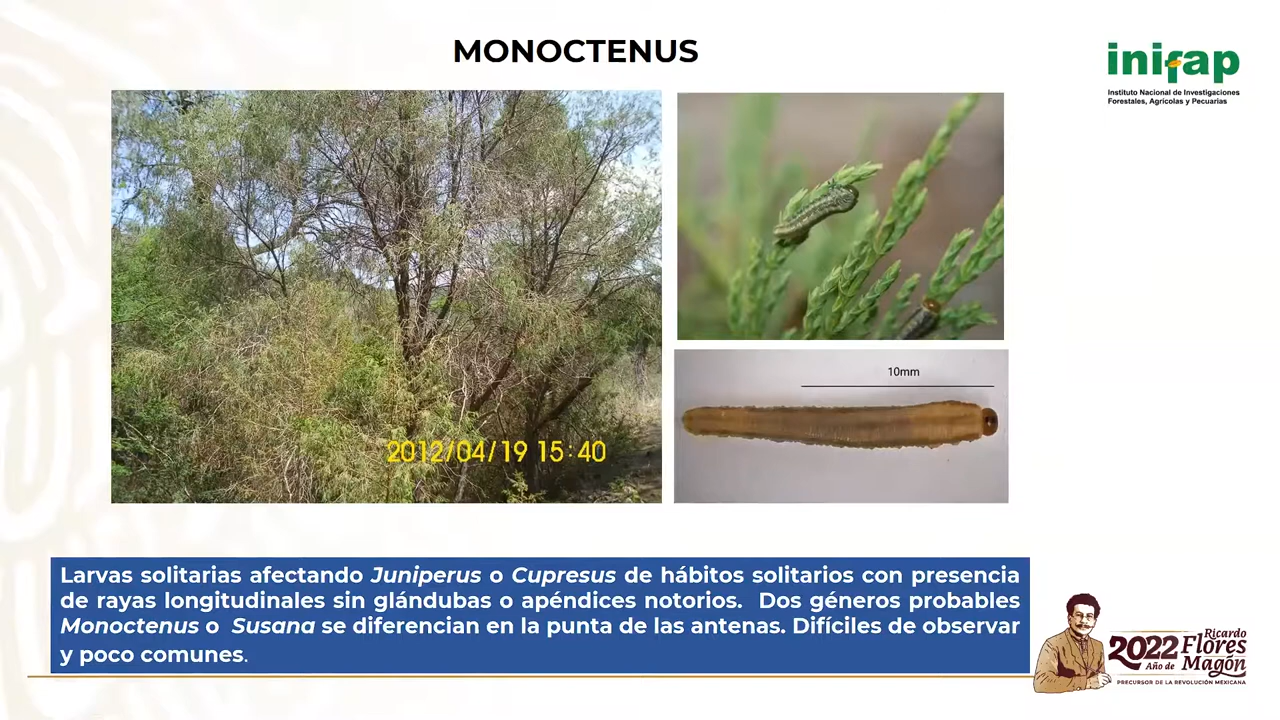 MONOCTENUS
inifap
Instituto Nacional de Investigaciones
Forestales, Agrícolas y Pecuarias
10mm
2012/04/19 15:40
Larvas solitarias afectando Juniperus o Cupresus de hábitos solitarios con presencia
de rayas longitudinales sin glándubas o apéndices notorios. Dos géneros probables
Monoctenus o Susana se diferencian en la punta de las antenas. Difíciles de observar
y poco comunes.
2022 Ricardo
Año de Flores
Magón
PRECURSOR DE LA REVOLUCIÓN MEXICANA